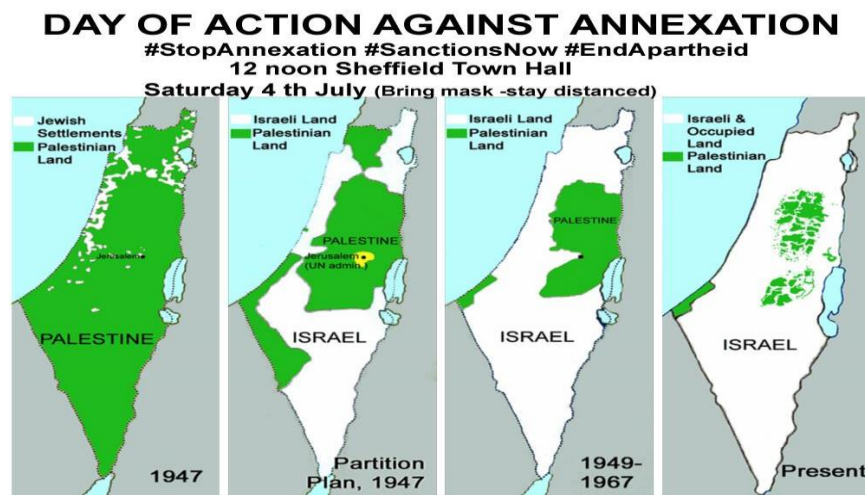 DAY OF ACTION AGAINST ANNEXATION
#StopAnnexation #SanctionsNow #EndApartheid
12 noon Sheffield Town Hall
Saturday 4 th July (Bring mask -stay distanced)
Jewish
Settlements
Palestinian
Land
Jerusalem
PALESTINE
1947
Israeli Land
Palestinian
Land
PALESTINE
Jerusalem
(UN admin.)
ISRAEL
Partition
Plan, 1947
Israeli Land
Palestinian
Land
PALESTINE
ISRAEL
1949-
1967
Israeli &
Occupied
Land
Palestinian
Land
ISRAEL
Present